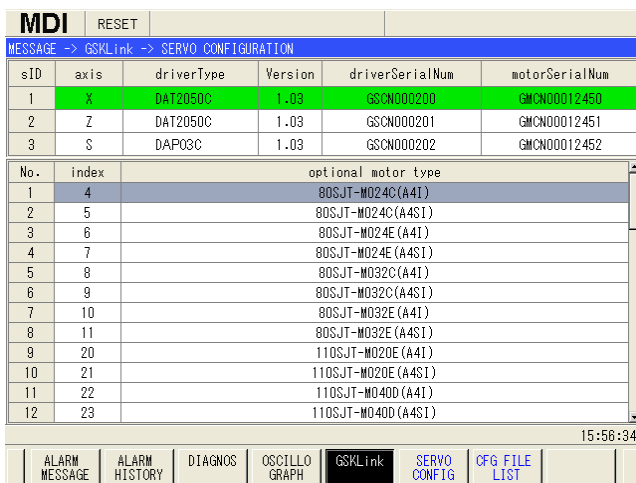 MDI RESET
MESSAGE -> GSKLink -> SERVO CONFIGURATION
sID axis driverType Version driverSerialNum motorSerialNum
1 X DAT2050C 1.03 GSCN000200 GMCN00012450
2 Z DAT2050C 1.03 GSCN000201 GMCN00012451
3 S DAP03C 1.03 GSCN000202 GMCN00012452
No. index optional motor type
1 4 80SJT-M024C(A4I)
2 5 80SJT-M024C(A4SI)
3 6 80SJT-M024E(A4I)
4 7 80SJT-M024E(A4SI)
5 8 80SJT-M032C(A4I)
6 9 80SJT-M032C(A4SI)
7 10 80SJT-M032E(A4I)
8 11 80SJT-M032E(A4SI)
9 20 110SJT-M020E(A4I)
10 21 110SJT-M020E(A4SI)
11 22 110SJT-M040D(A4I)
12 23 110SJT-M040D(A4SI)
15:56:34
ALARM MESSAGE
ALARM HISTORY
DIAGNOS
OSCILLO GRAPH
GSKLink
SERVO CONFIG
CFG FILE LIST